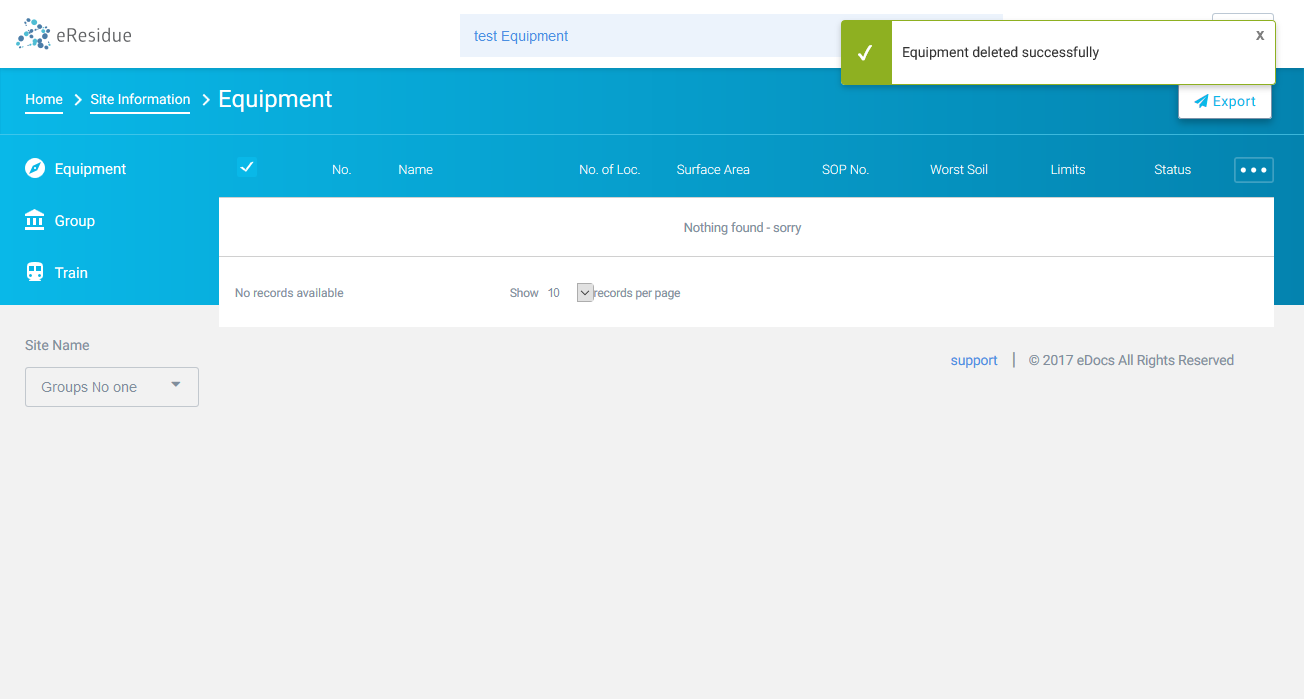 eResidue
test Equipment
Equipment deleted successfully
x
Home
Site Information
Equipment
Export
Equipment
No.
Name
No. of Loc.
Surface Area
SOP No.
Worst Soil
Limits
Status
Group
Nothing found - sorry
Train
No records available
Show 10 records per page
Site Name
Groups No one
support | © 2017 eDocs All Rights Reserved